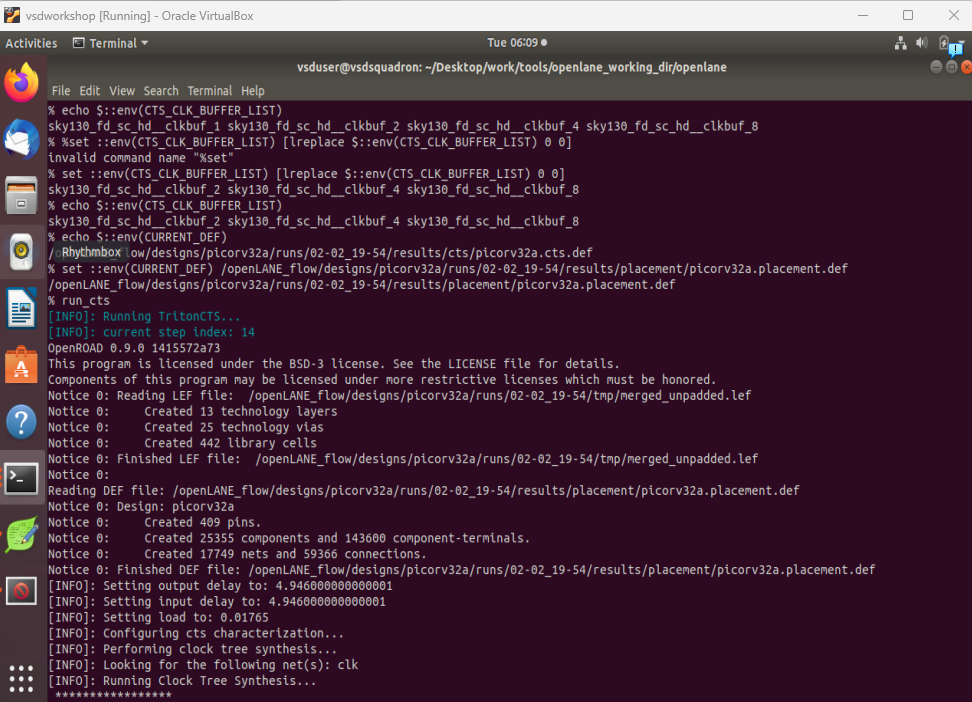 vsdworkshop [Running] - Oracle VirtualBox
Activities Terminal Tue 06:09
vsduser@vsdsquadron: ~/Desktop/work/tools/openlane_working_dir/openlane
File Edit View Search Terminal Help
% echo $::env(CTS_CLK_BUFFER_LIST)
sky130_fd_sc_hd__clkbuf_1 sky130_fd_sc_hd__clkbuf_2 sky130_fd_sc_hd__clkbuf_4 sky130_fd_sc_hd__clkbuf_8
% %set ::env(CTS_CLK_BUFFER_LIST) [lreplace $::env(CTS_CLK_BUFFER_LIST) 0 0]
invalid command name "%set"
% set ::env(CTS_CLK_BUFFER_LIST) [lreplace $::env(CTS_CLK_BUFFER_LIST) 0 0]
sky130_fd_sc_hd__clkbuf_2 sky130_fd_sc_hd__clkbuf_4 sky130_fd_sc_hd__clkbuf_8
% echo $::env(CTS_CLK_BUFFER_LIST)
sky130_fd_sc_hd__clkbuf_2 sky130_fd_sc_hd__clkbuf_4 sky130_fd_sc_hd__clkbuf_8
% echo $::env(CURRENT_DEF)
Rhythmbox ow/designs/picorv32a/runs/02-02_19-54/results/cts/picorv32a.cts.def
% set ::env(CURRENT_DEF) /openLANE_flow/designs/picorv32a/runs/02-02_19-54/results/placement/picorv32a.placement.def
/openLANE_flow/designs/picorv32a/runs/02-02_19-54/results/placement/picorv32a.placement.def
% run_cts
[INFO]: Running TritonCTS...
[INFO]: current step index: 14
OpenROAD 0.9.0 1415572a73
This program is licensed under the BSD-3 license. See the LICENSE file for details.
Components of this program may be licensed under more restrictive licenses which must be honored.
Notice 0: Reading LEF file:  /openLANE_flow/designs/picorv32a/runs/02-02_19-54/tmp/merged_unpadded.lef
Notice 0:     Created 13 technology layers
Notice 0:     Created 25 technology vias
Notice 0:     Created 442 library cells
Notice 0: Finished LEF file:  /openLANE_flow/designs/picorv32a/runs/02-02_19-54/tmp/merged_unpadded.lef
Notice 0:
Reading DEF file: /openLANE_flow/designs/picorv32a/runs/02-02_19-54/results/placement/picorv32a.placement.def
Notice 0: Design: picorv32a
Notice 0:     Created 409 pins.
Notice 0:     Created 25355 components and 143600 component-terminals.
Notice 0:     Created 17749 nets and 59366 connections.
Notice 0: Finished DEF file: /openLANE_flow/designs/picorv32a/runs/02-02_19-54/results/placement/picorv32a.placement.def
[INFO]: Setting output delay to: 4.946000000000001
[INFO]: Setting input delay to: 4.946000000000001
[INFO]: Setting load to: 0.01765
[INFO]: Configuring cts characterization...
[INFO]: Performing clock tree synthesis...
[INFO]: Looking for the following net(s): clk
[INFO]: Running Clock Tree Synthesis...
*****************